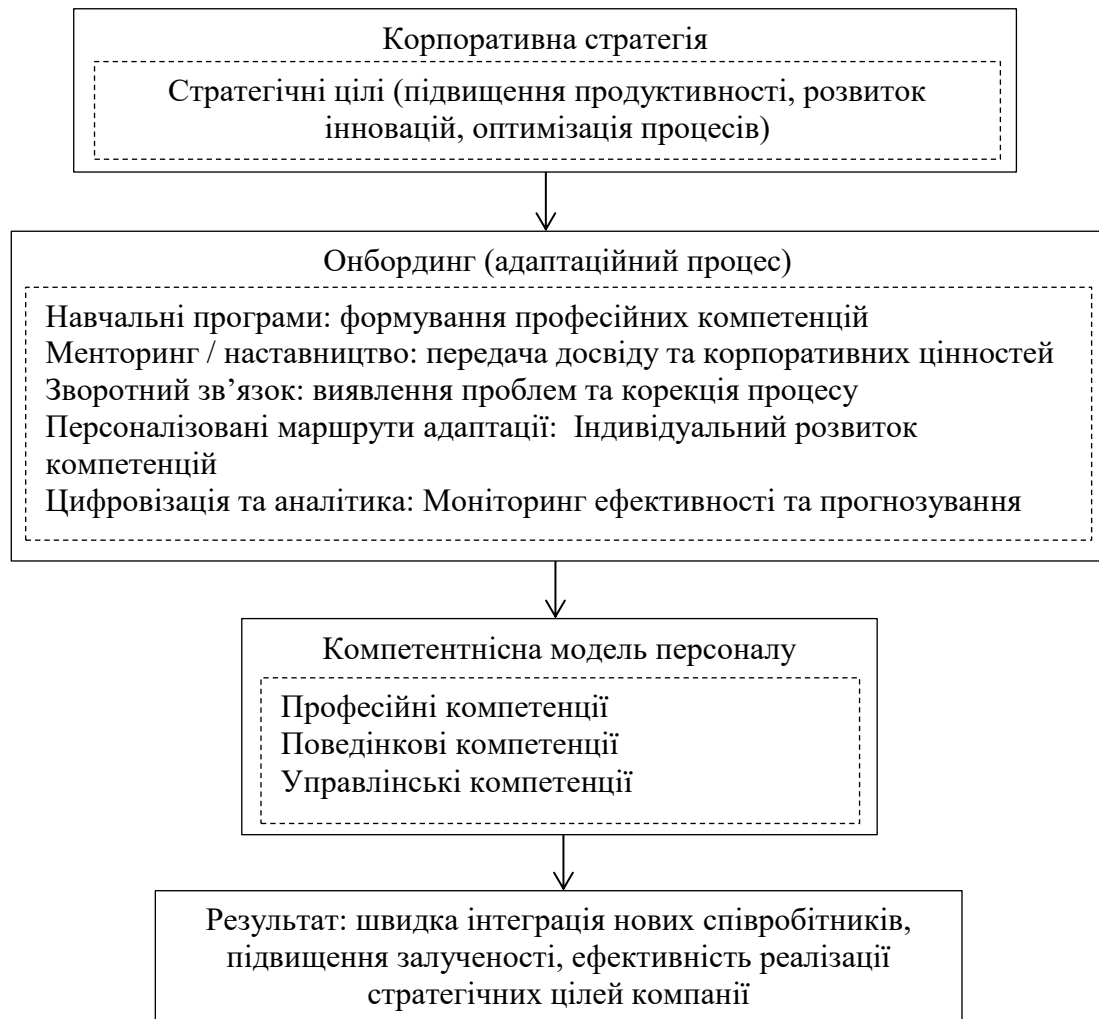 Корпоративна стратегія
Стратегічні цілі (підвищення продуктивності, розвиток
інновацій, оптимізація процесів)
Онбординг (адаптаційний процес)
Навчальні програми: формування професійних компетенцій
Менторинг / наставництво: передача досвіду та корпоративних цінностей
Зворотний зв’язок: виявлення проблем та корекція процесу
Персоналізовані маршрути адаптації:  Індивідуальний розвиток
компетенцій
Цифровізація та аналітика: Моніторинг ефективності та прогнозування
Компетентнісна модель персоналу
Професійні компетенції
Поведінкові компетенції
Управлінські компетенції
Результат: швидка інтеграція нових співробітників,
підвищення залученості, ефективність реалізації
стратегічних цілей компанії